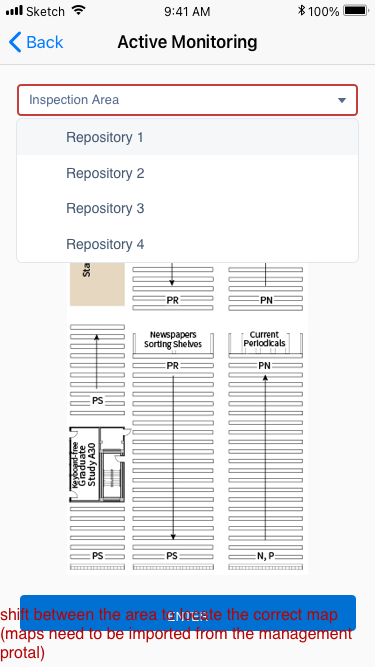 Sketch 9:41 AM 100%
Back Active Monitoring
Inspection Area
Repository 1
Repository 2
Repository 3
Repository 4
Sta
PR PN
Newspapers
Sorting Shelves
Current
Periodicals
PR PN
PS
Keyboard-free
Graduate
Study A30
PS PS N, P
ENTER
shift between the area to locate the correct map
(maps need to be imported from the management
protal)